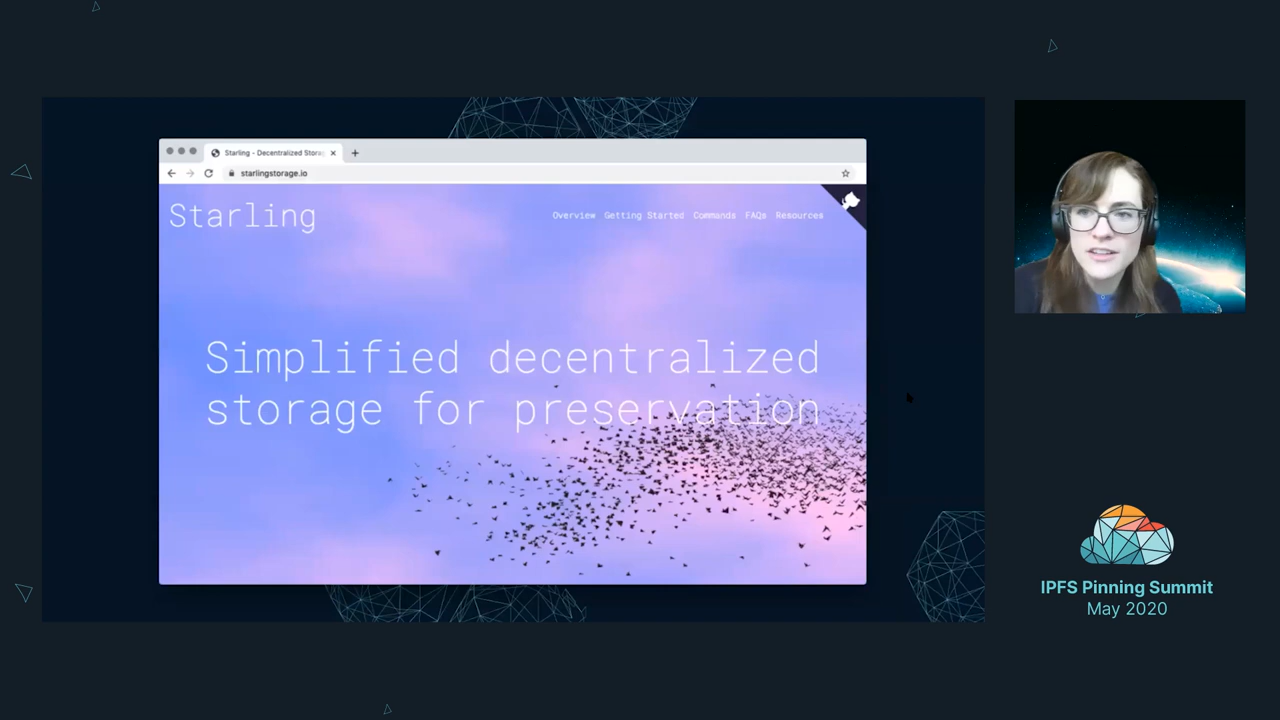 Starling - Decentralized Storag
starlingstorage.io
Starling
Overview Getting Started Commands FAQs Resources
Simplified decentralized
storage for preservation
IPFS Pinning Summit
May 2020